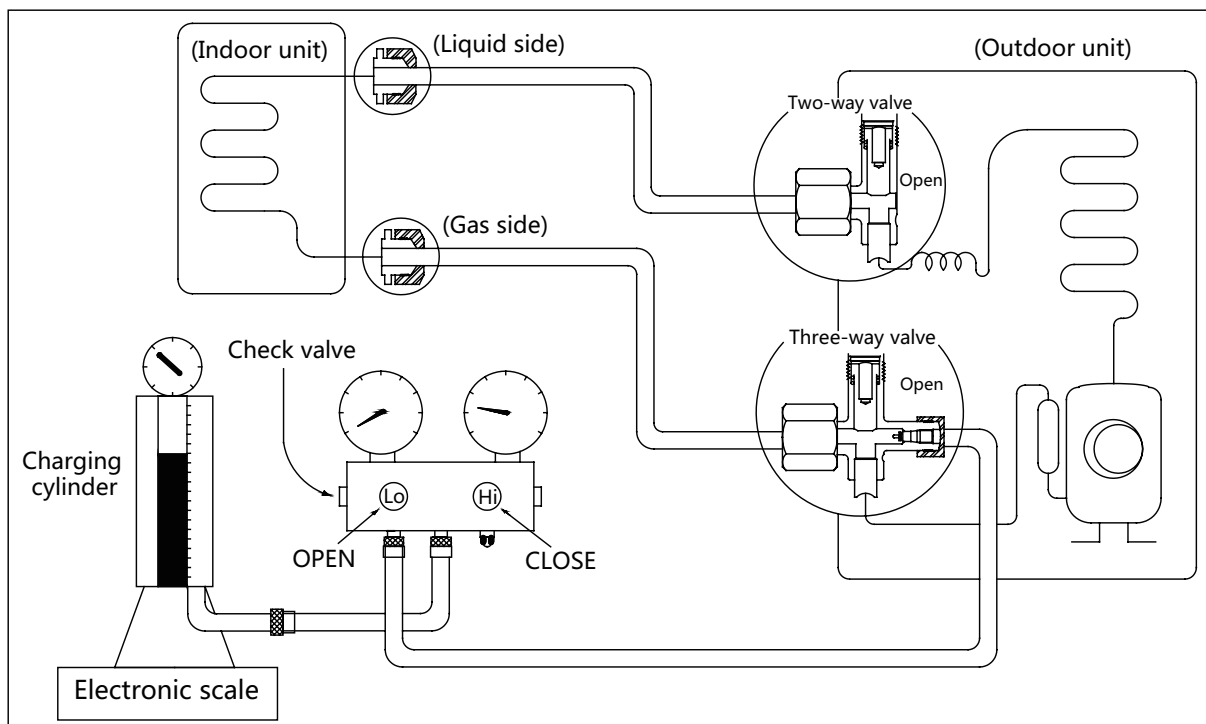 (Indoor unit)
(Liquid side)
(Outdoor unit)
Two-way valve
Open
(Gas side)
Three-way valve
Open
Check valve
Charging
cylinder
Lo
Hi
OPEN
CLOSE
Electronic scale